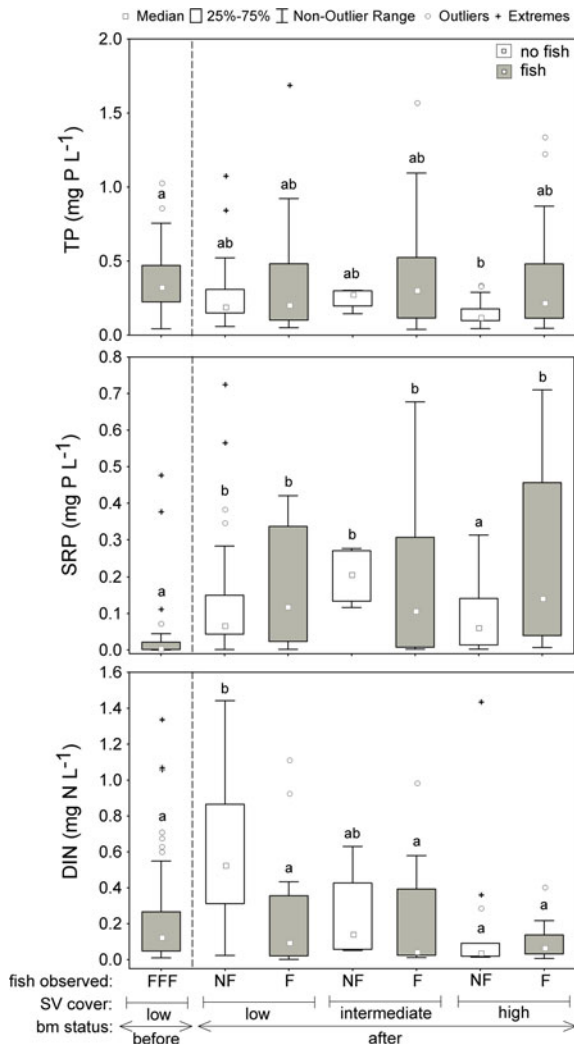 Median 25%-75% Non-Outlier Range Outliers + Extremes
no fish
fish
TP (mg P L-1)
2.0
1.5
1.0
0.5
0.0
a
ab
ab
ab
ab
b
ab
SRP (mg P L-1)
0.8
0.7
0.6
0.5
0.4
0.3
0.2
0.1
0.0
a
b
b
b
b
a
b
DIN (mg N L-1)
1.6
1.4
1.2
1.0
0.8
0.6
0.4
0.2
0.0
a
b
a
ab
a
a
a
fish observed: FFF NF F NF F NF F
SV cover: low low intermediate high
bm status: before after